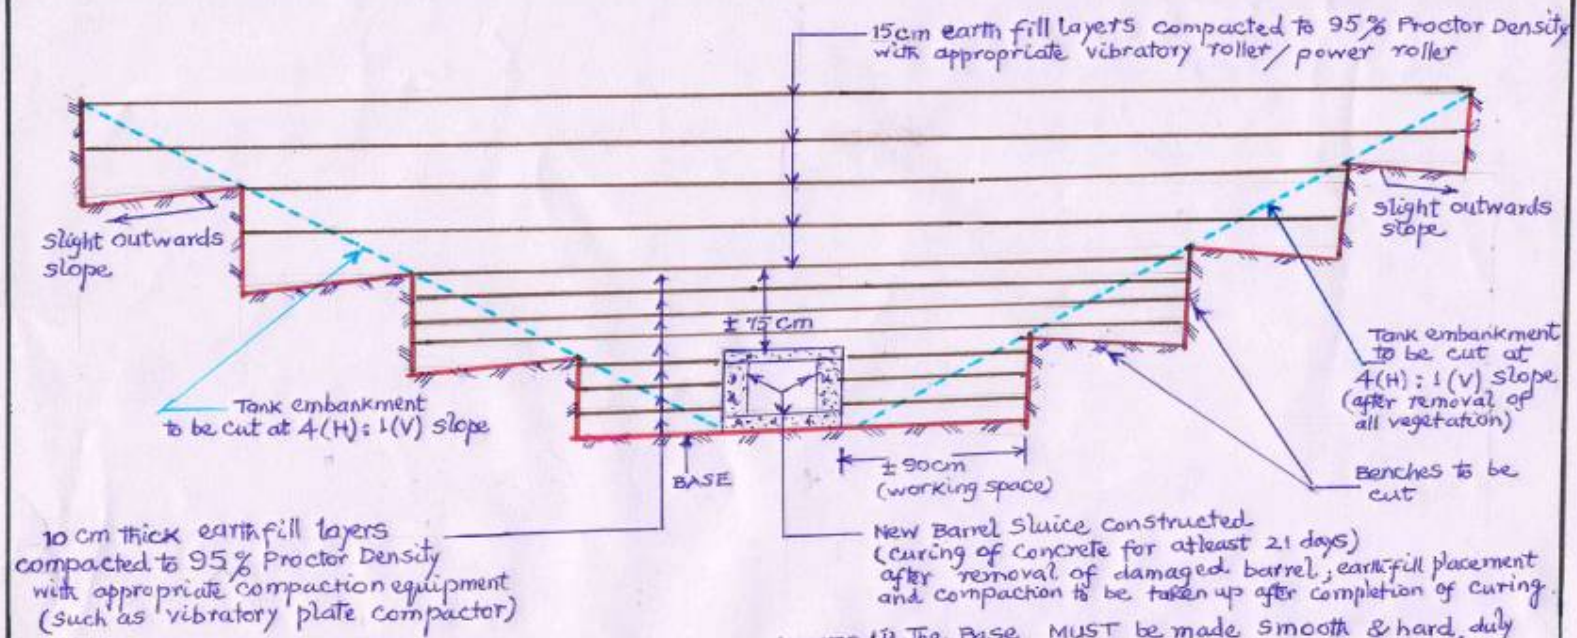 15cm earth fill layers compacted to 95% Proctor Density
with appropriate vibratory roller/power roller
slight outwards
slope
slight outwards
slope
± 75 cm
Tank embankment
to be cut at 4(H): 1(V) slope
Tank embankment
to be cut at
4(H): 1(V) slope
(after removal of
all vegetation)
BASE
± 90cm
(working space)
Benches to be
cut
10 cm thick earthfill layers
compacted to 95% Proctor Density
with appropriate compaction equipment
(such as vibratory plate compactor)
New Barrel Sluice constructed
(curing of concrete for atleast 21 days)
after removal of damaged barrel, earthfill placement
and compaction to be taken up after completion of curing.
The Base MUST be made smooth & hard duly